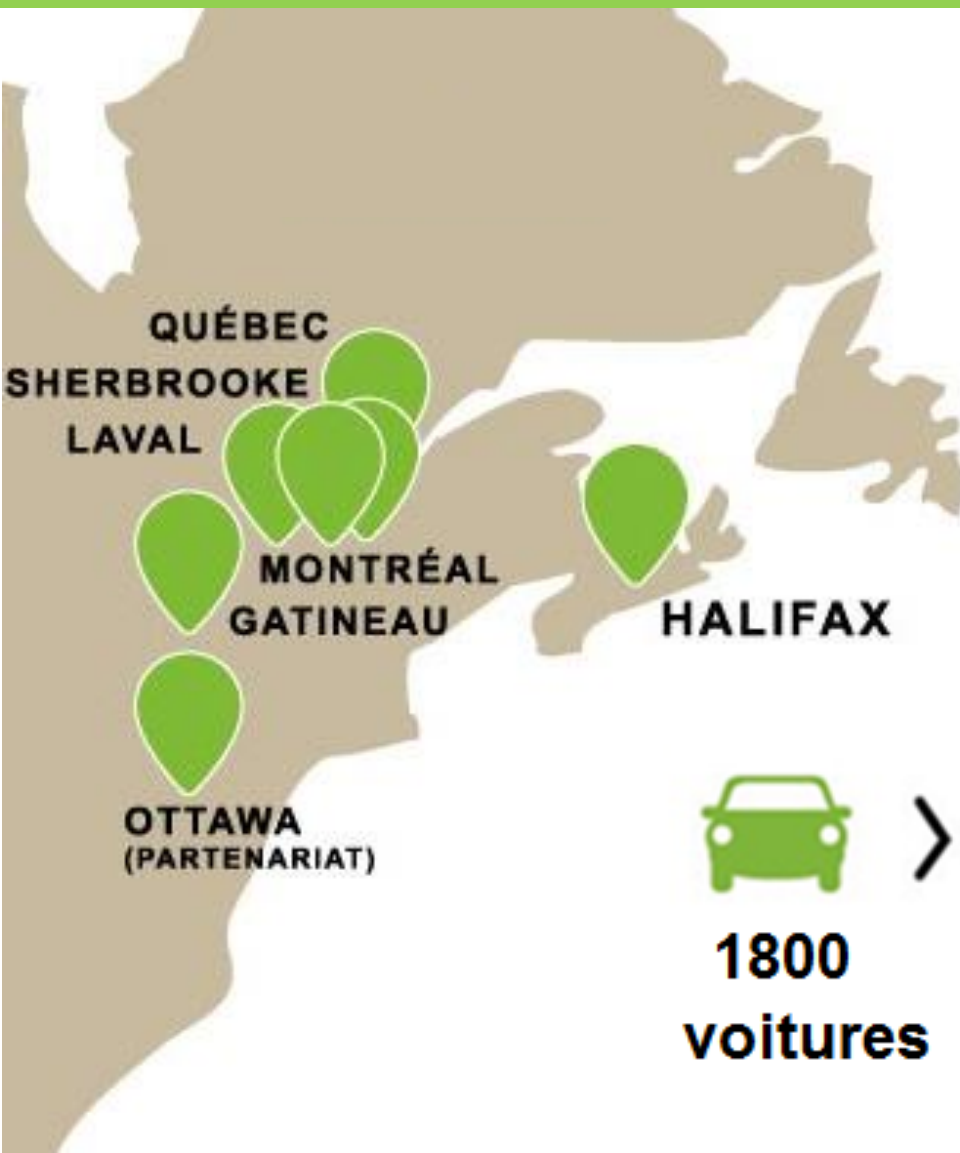 QUÉBEC
SHERBROOKE
LAVAL
MONTRÉAL
GATINEAU
HALIFAX
OTTAWA
(PARTENARIAT)
1800
voitures